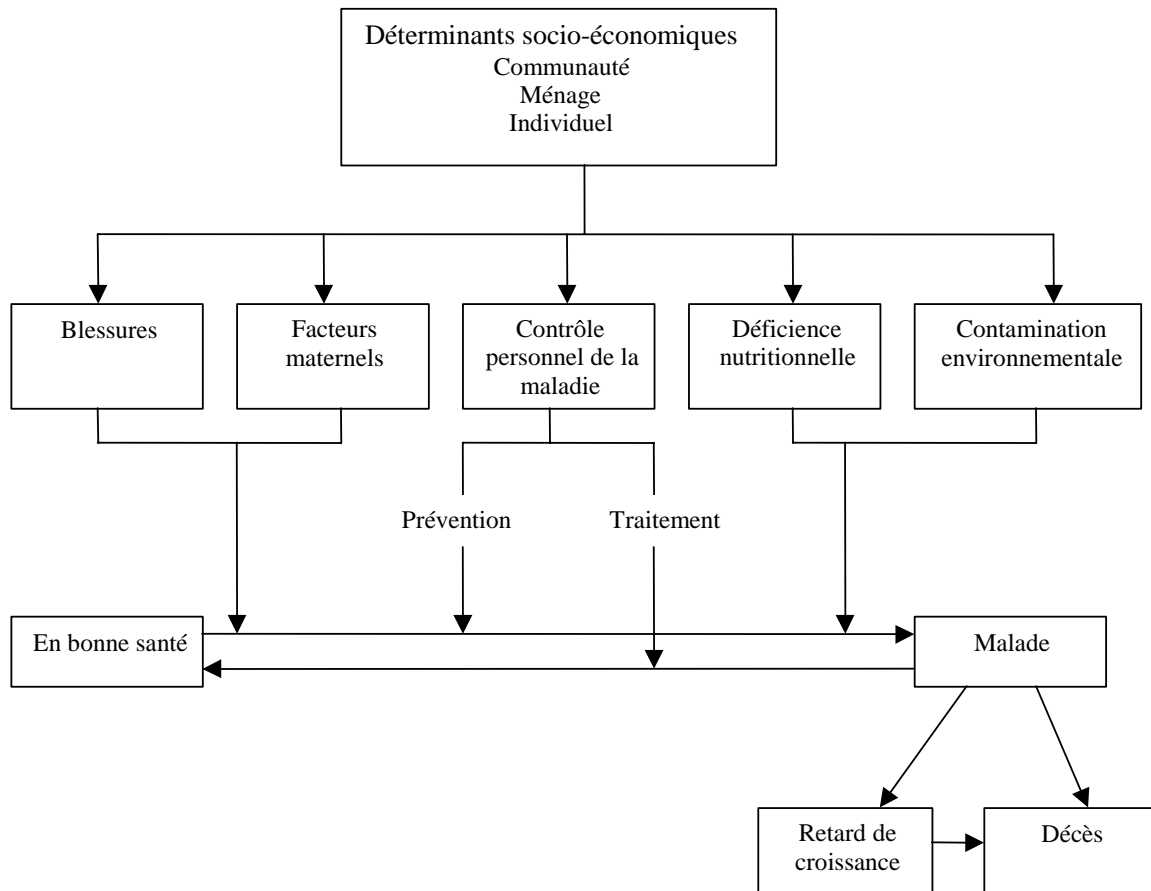 Déterminants socio-économiques
Communauté
Ménage
Individuel
Blessures
Facteurs
maternels
Contrôle
personnel de la
maladie
Déficience
nutritionnelle
Contamination
environnementale
Prévention
Traitement
En bonne santé
Malade
Retard de
croissance
Décès